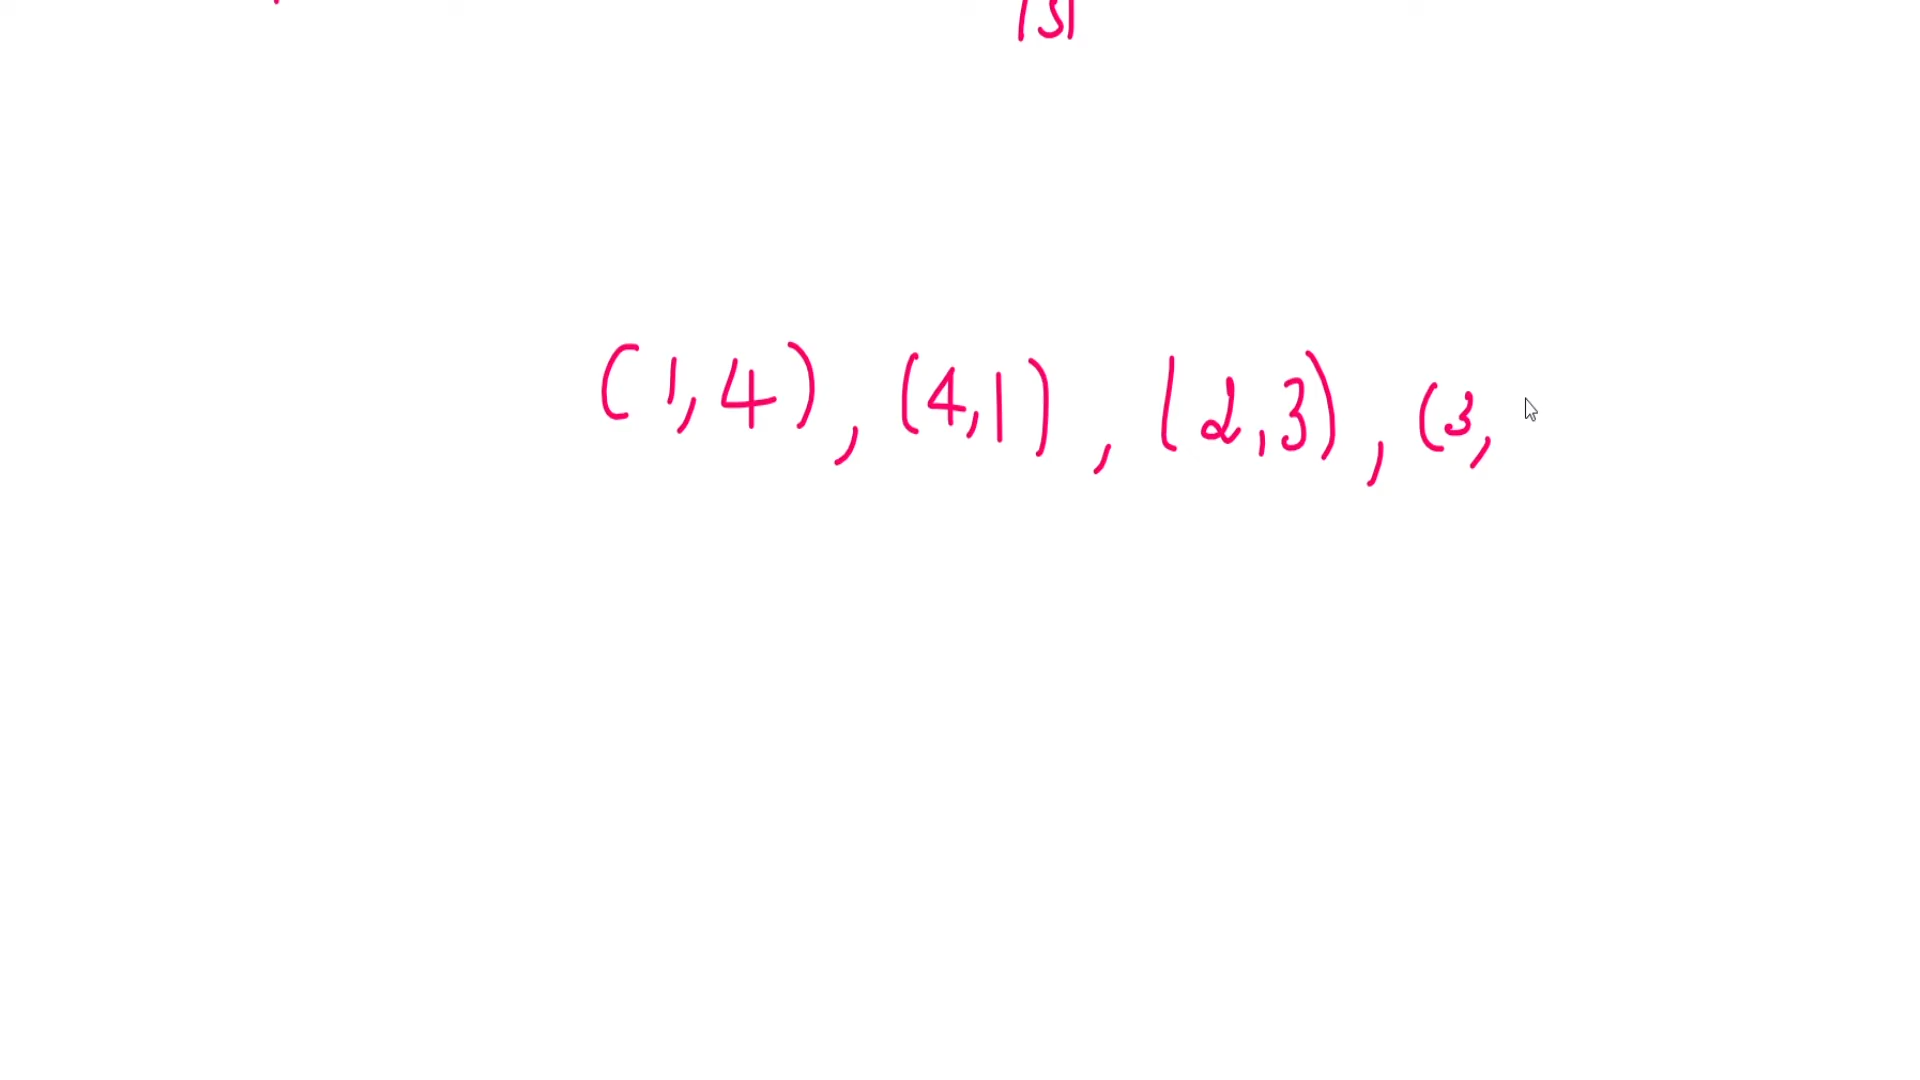 |S|
(1,4), (4,1), (2,3), (3,